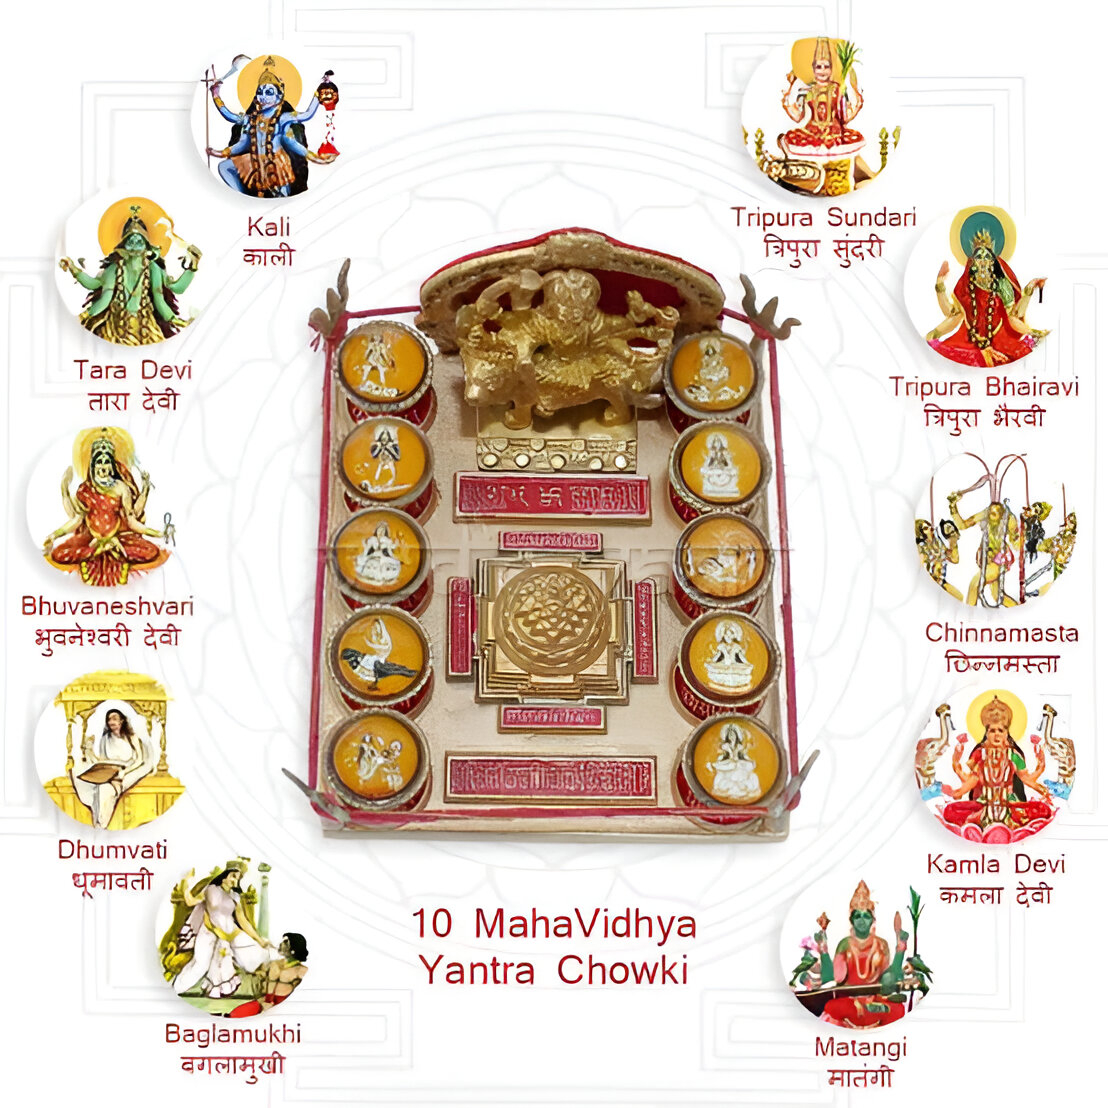 Kali
काली
Tripura Sundari
त्रिपुरा सुंदरी
Tara Devi
तारा देवी
Tripura Bhairavi
त्रिपुरा भैरवी
Bhuvaneshvari
भुवनेश्वरी देवी
Chinnamasta
छिन्नमस्ता
Dhumvati
धूमावती
Kamla Devi
कमला देवी
10 MahaVidhya
Yantra Chowki
Baglamukhi
वगलामुखी
Matangi
मातंगी